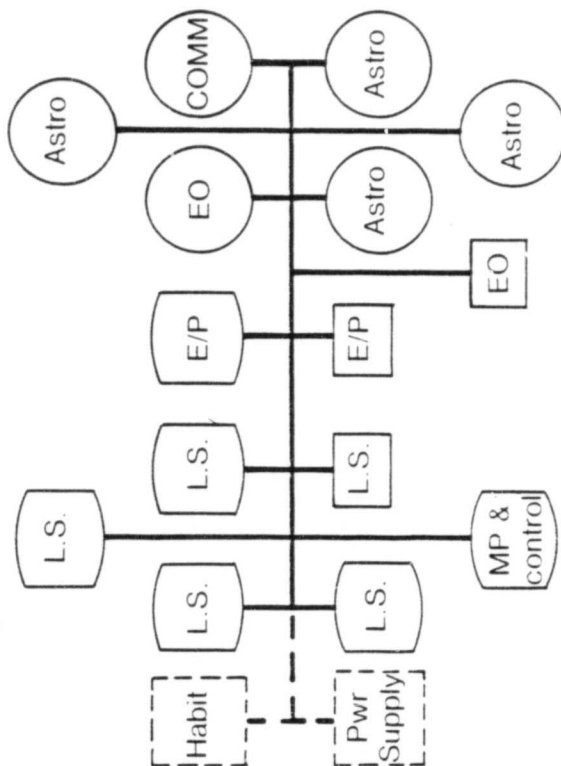 L.S.
Astro
Habit
L.S.
L.S.
E/P
EO
COMM
Pwr
Supply
L.S.
L.S.
E/P
Astro
Astro
MP &
control
EO
Astro